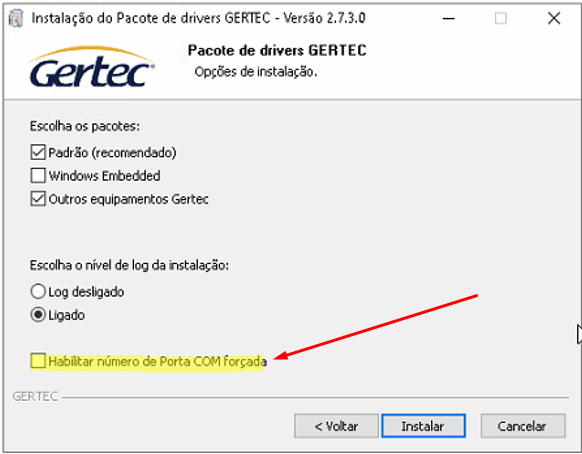 Instalação do Pacote de drivers GERTEC - Versão 2.7.3.0
Gertec
Pacote de drivers GERTEC
Opções de instalação.
Escolha os pacotes:
Padrão (recomendado)
Windows Embedded
Outros equipamentos Gertec
Escolha o nível de log da instalação:
Log desligado
Ligado
Habilitar número de Porta COM forçada
GERTEC
< Voltar
Instalar
Cancelar